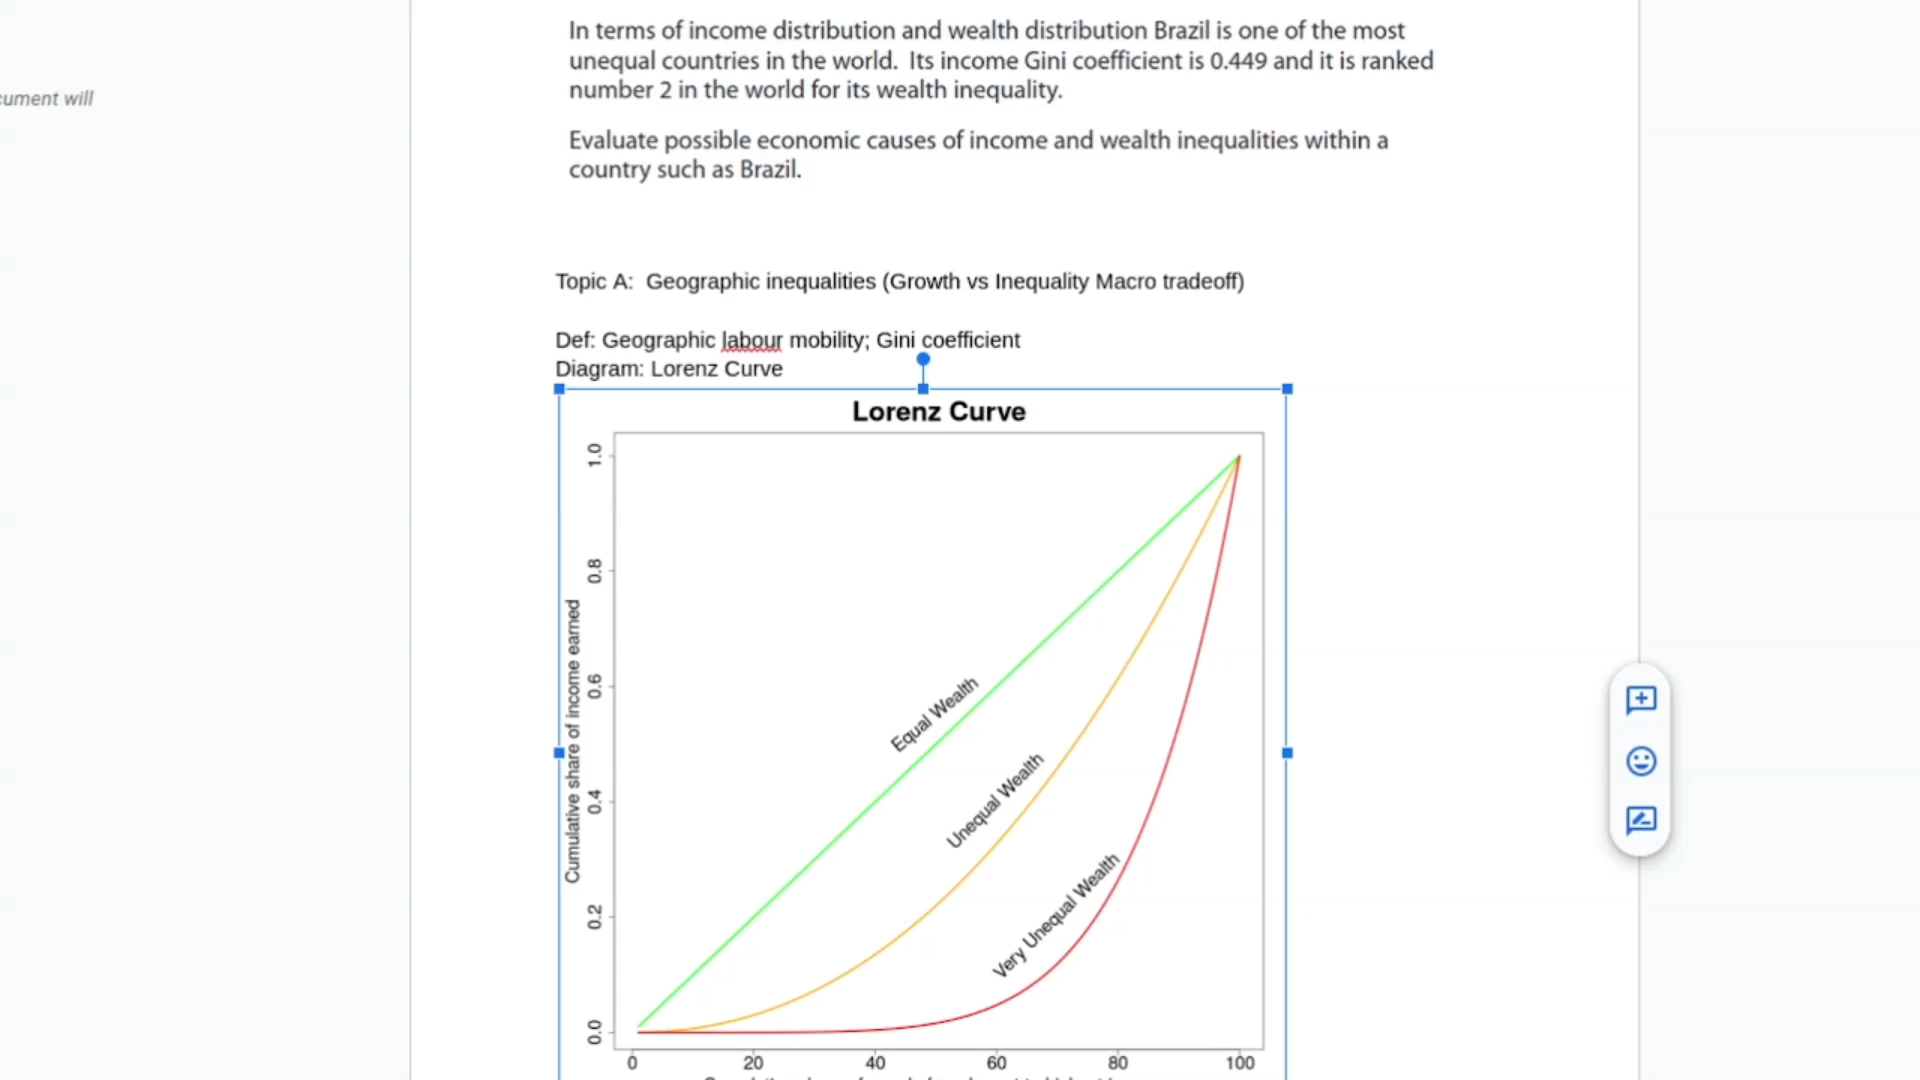 In terms of income distribution and wealth distribution Brazil is one of the most
unequal countries in the world. Its income Gini coefficient is 0.449 and it is ranked
number 2 in the world for its wealth inequality.
cument will
Evaluate possible economic causes of income and wealth inequalities within a
country such as Brazil.
Topic A: Geographic inequalities (Growth vs Inequality Macro tradeoff)
Def: Geographic labour mobility; Gini coefficient
Diagram: Lorenz Curve
Lorenz Curve
1.0
0.8
0.6
0.4
0.2
0.0
Cumulative share of income earned
Equal Wealth
Unequal Wealth
Very Unequal Wealth
0 20 40 60 80 100